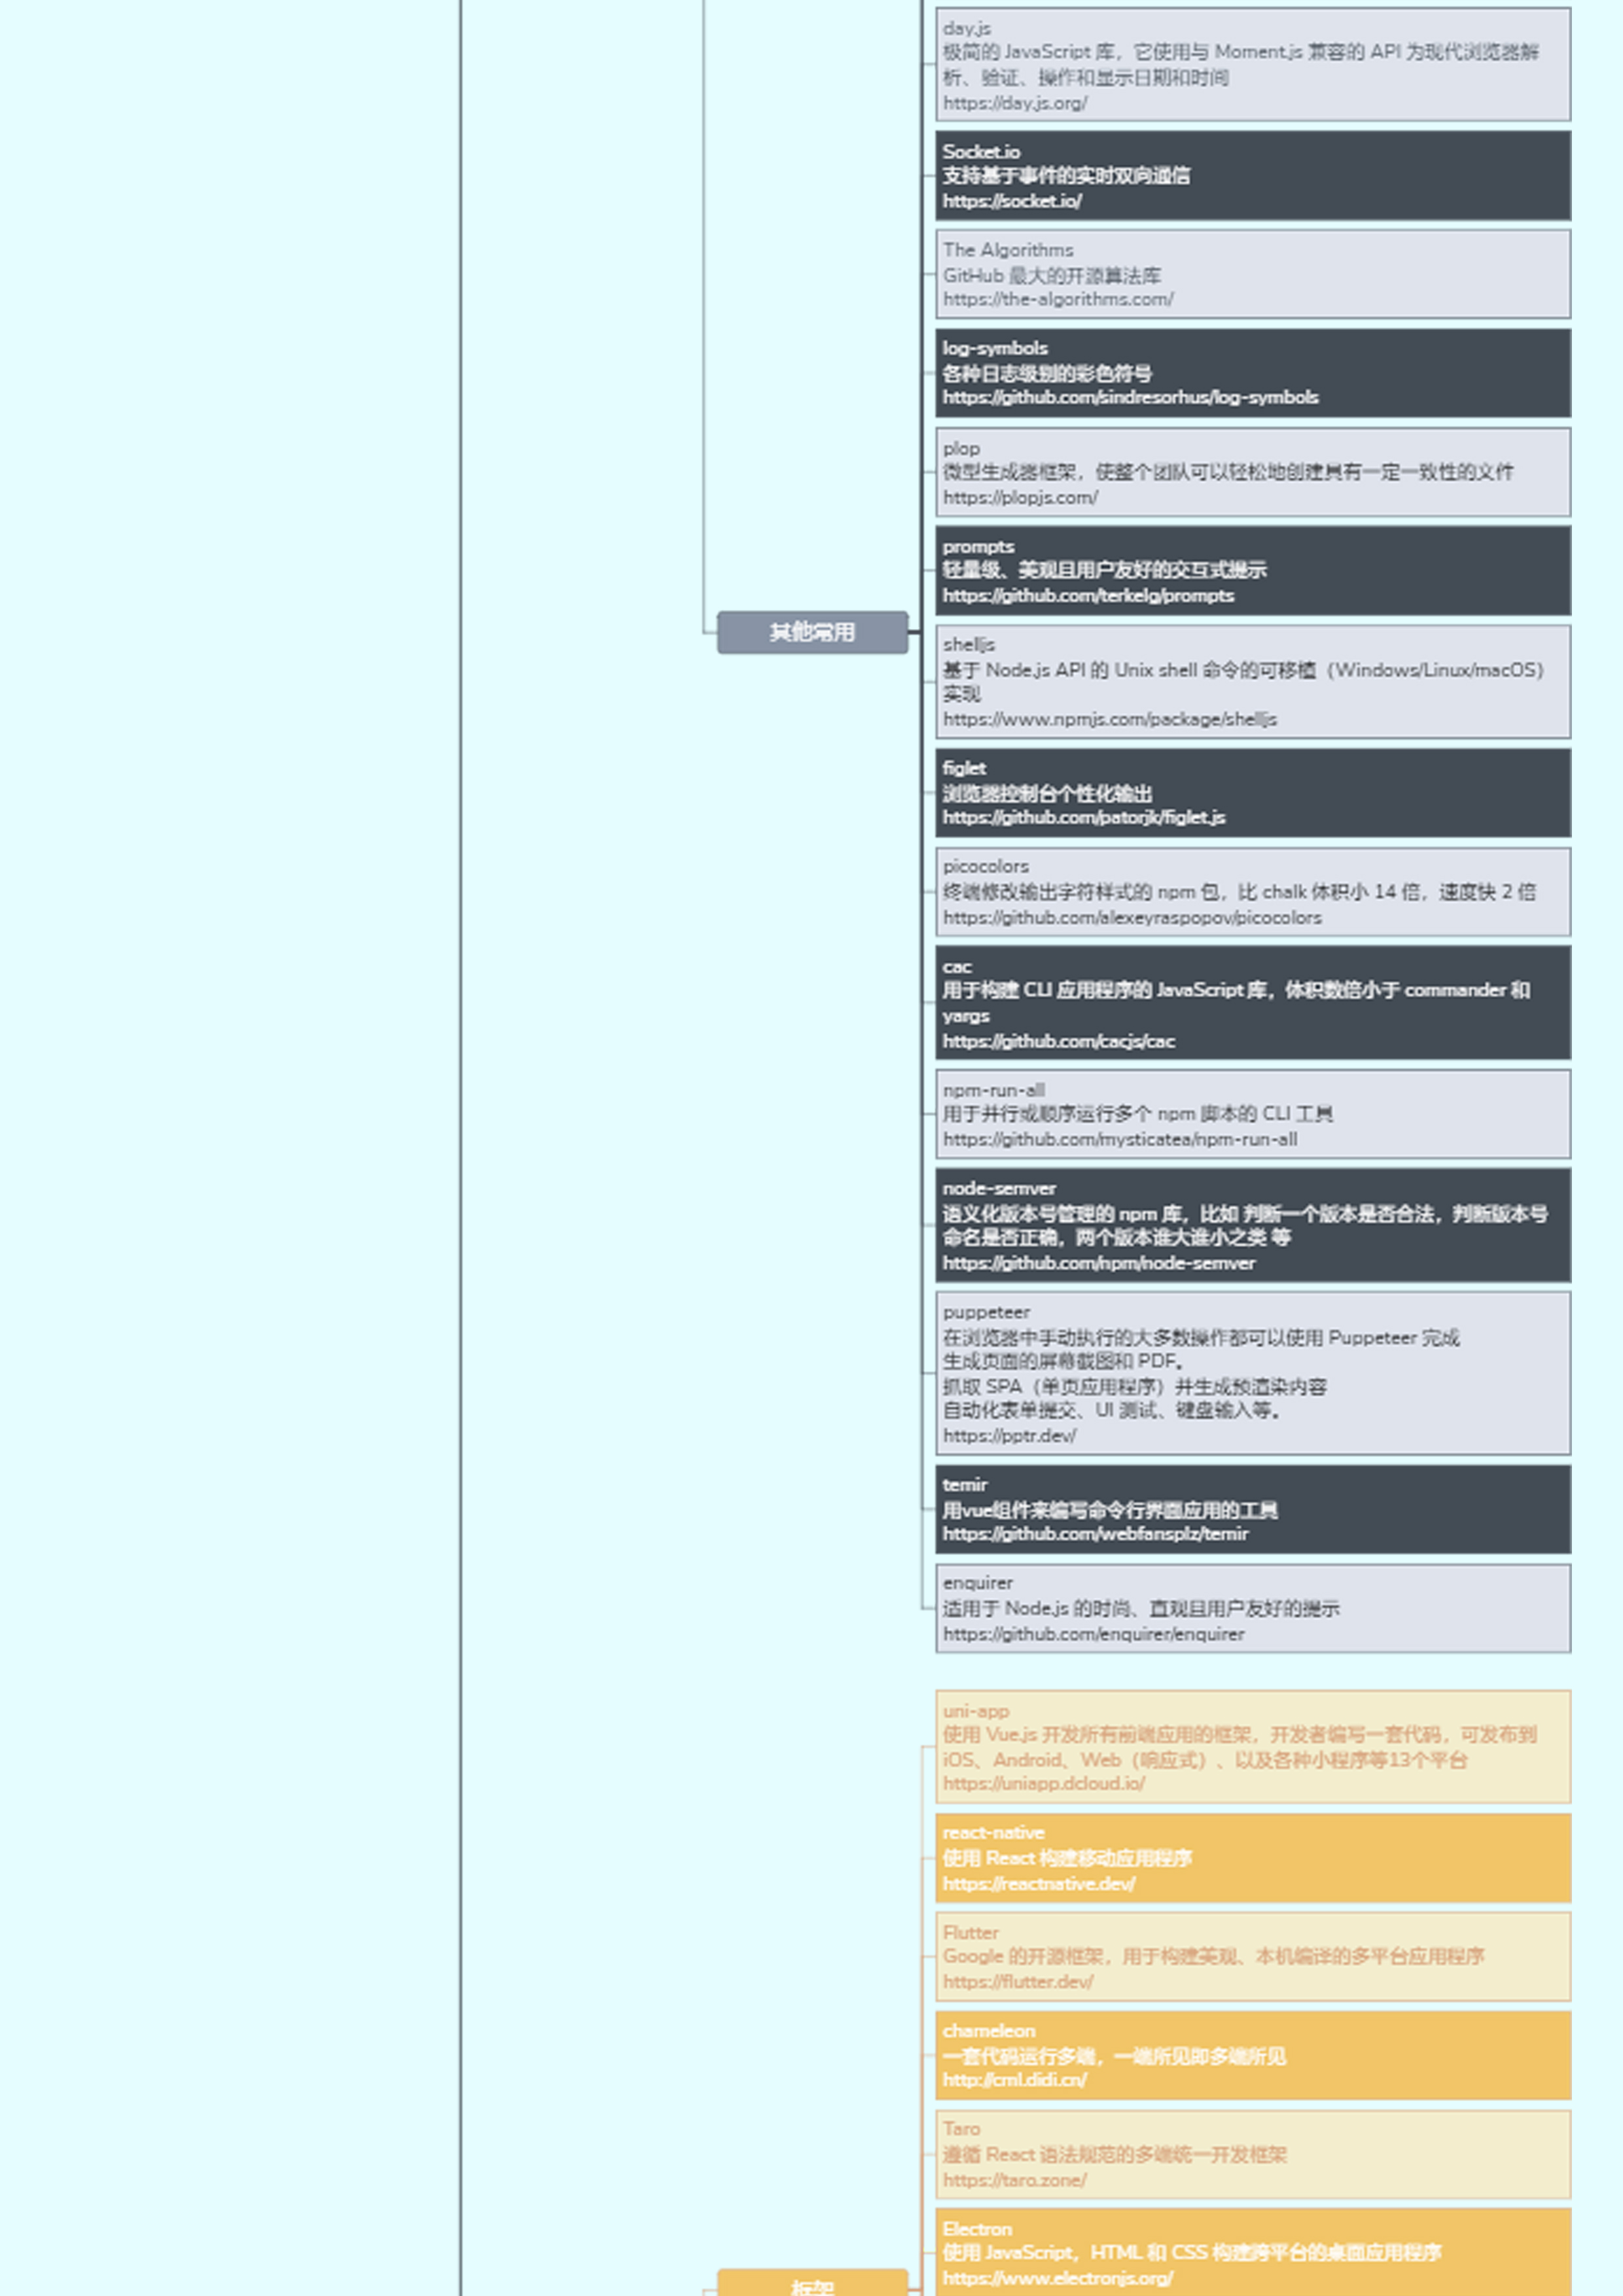 day.js
极简的 JavaScript 库，它使用与 Moment.js 兼容的 API 为现代浏览器解
析、验证、操作和显示日期和时间
https://day.js.org/
Socket.io
支持基于事件的实时双向通信
https://socket.io/
The Algorithms
GitHub 最大的开源算法库
https://the-algorithms.com/
log-symbols
各种日志级别的彩色符号
https://github.com/sindresorhus/log-symbols
plop
微型生成器框架，使整个团队可以轻松地创建具有一定一致性的文件
https://plopjs.com/
prompts
轻量级、美观且用户友好的交互式提示
https://github.com/terkelg/prompts
其他常用
shelljs
基于 Node.js API 的 Unix shell 命令的可移植（Windows/Linux/macOS）
实现
https://www.npmjs.com/package/shelljs
figlet
浏览器控制台个性化输出
https://github.com/patorjk/figlet.js
picocolors
终端修改输出字符样式的 npm 包，比 chalk 体积小 14 倍，速度快 2 倍
https://github.com/alexeyraspopov/picocolors
cac
用于构建 CLI 应用程序的 JavaScript 库，体积数倍小于 commander 和
yargs
https://github.com/cacjs/cac
npm-run-all
用于并行或顺序运行多个 npm 脚本的 CLI 工具
https://github.com/mysticatea/npm-run-all
node-semver
语义化版本号管理的 npm 库，比如 判断一个版本是否合法，判断版本号
命名是否正确，两个版本谁大谁小之类 等
https://github.com/npm/node-semver
puppeteer
在浏览器中手动执行的大多数操作都可以使用 Puppeteer 完成
生成页面的屏幕截图和 PDF。
抓取 SPA（单页应用程序）并生成预渲染内容
自动化表单提交、UI 测试、键盘输入等。
https://pptr.dev/
temir
用vue组件来编写命令行界面应用的工具
https://github.com/webfansplz/temir
enquirer
适用于 Node.js 的时尚、直观且用户友好的提示
https://github.com/enquirer/enquirer
uni-app
使用 Vue.js 开发所有前端应用的框架，开发者编写一套代码，可发布到
iOS、Android、Web（响应式）、以及各种小程序等13个平台
https://uniapp.dcloud.io/
react-native
使用 React 构建移动应用程序
https://reactnative.dev/
Flutter
Google 的开源框架，用于构建美观、本机编译的多平台应用程序
https://flutter.dev/
chameleon
一套代码运行多端，一端所见即多端所见
http://cml.didi.cn/
Taro
遵循 React 语法规范的多端统一开发框架
https://taro.zone/
Electron
使用 JavaScript，HTML 和 CSS 构建跨平台的桌面应用程序
https://www.electronjs.org/
框架